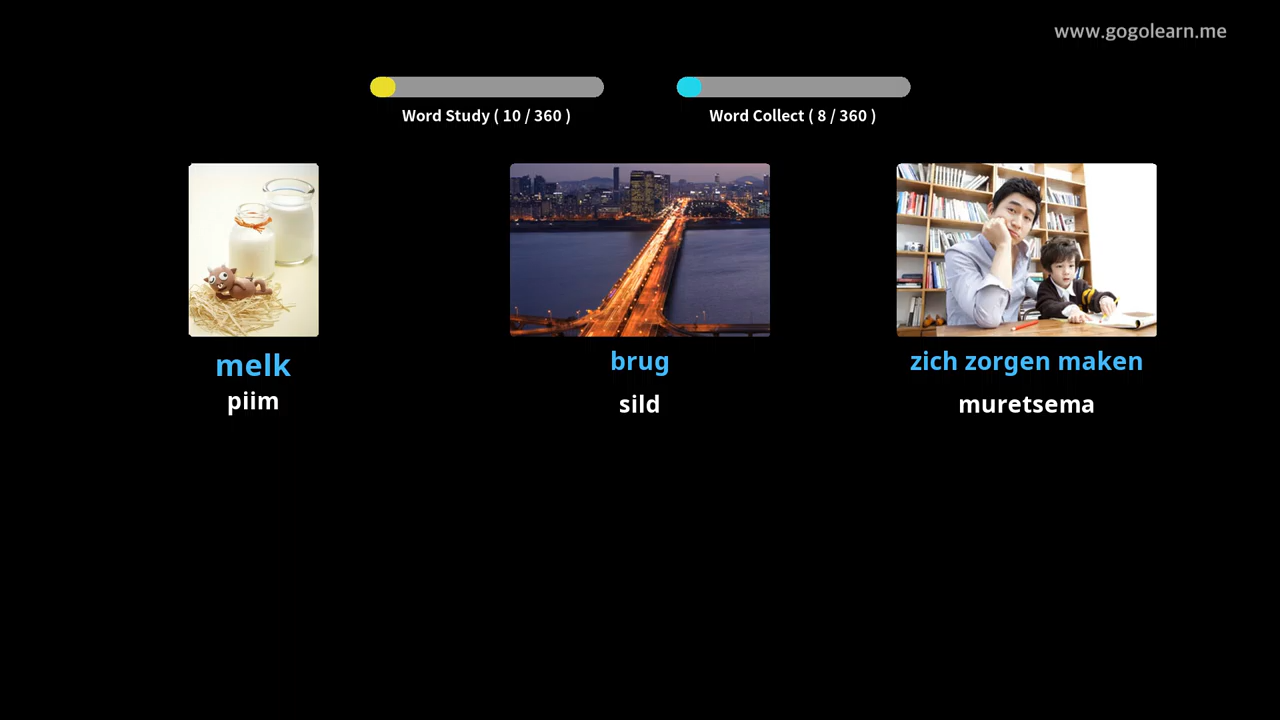 www.gogolearn.me
Word Study ( 10 / 360 )
Word Collect ( 8 / 360 )
melk
piim
brug
sild
zich zorgen maken
muretsema